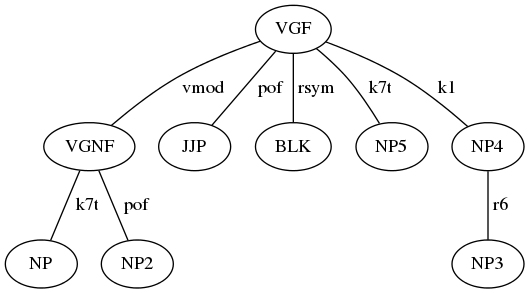 VGF
vmod pof rsym k7t k1
VGNF JJP BLK NP5 NP4
k7t pof r6
NP NP2 NP3